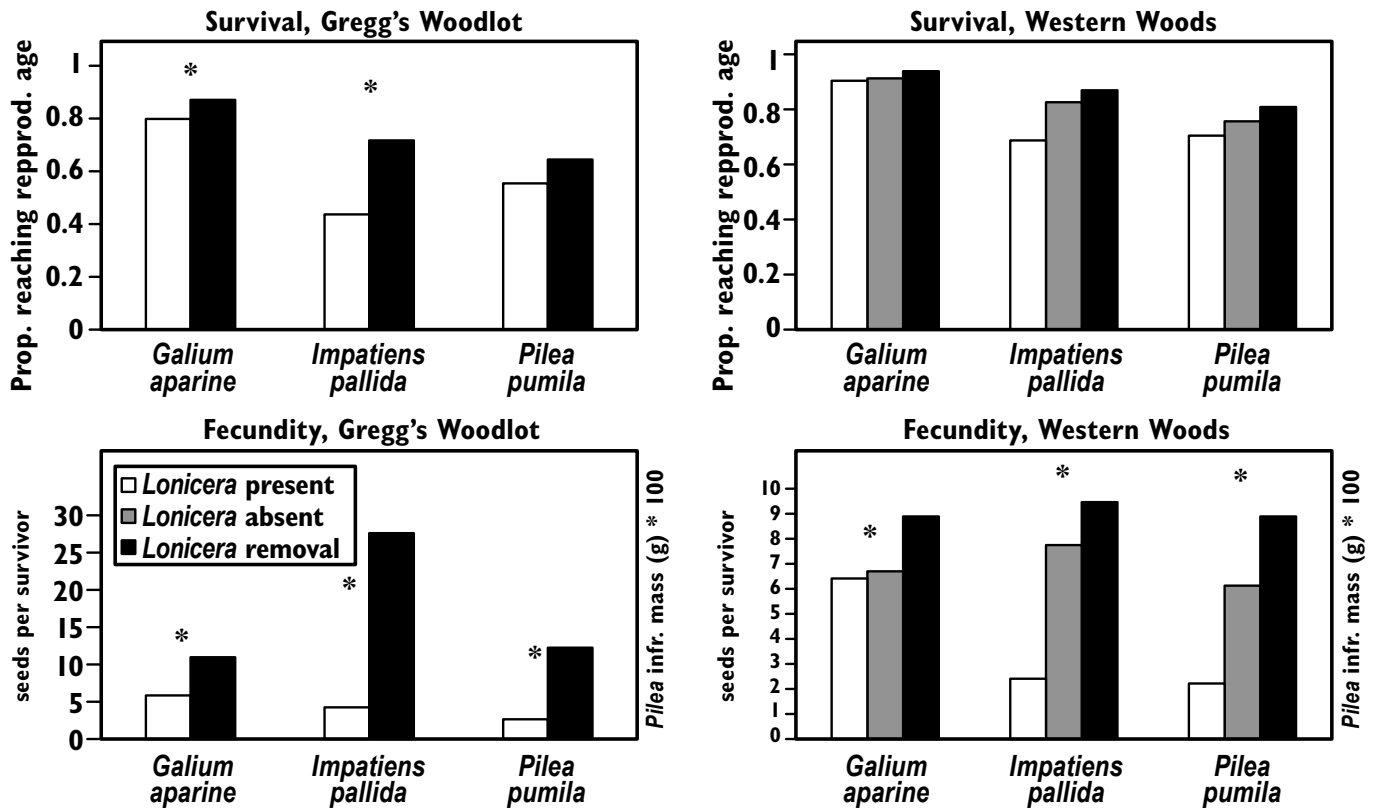 Survival, Gregg's Woodlot
Prop. reaching repprod. age
1
0.8
0.6
0.4
0.2
0
*
*
Galium
aparine
Impatiens
pallida
Pilea
pumila
Survival, Western Woods
Prop. reaching repprod. age
1
0.8
0.6
0.4
0.2
0
Galium
aparine
Impatiens
pallida
Pilea
pumila
Fecundity, Gregg's Woodlot
seeds per survivor
30
25
20
15
10
5
0
Lonicera present
Lonicera absent
Lonicera removal
*
*
*
Pilea infr. mass (g) * 100
Galium
aparine
Impatiens
pallida
Pilea
pumila
Fecundity, Western Woods
seeds per survivor
10
9
8
7
6
5
4
3
2
1
0
*
*
*
Pilea infr. mass (g) * 100
Galium
aparine
Impatiens
pallida
Pilea
pumila